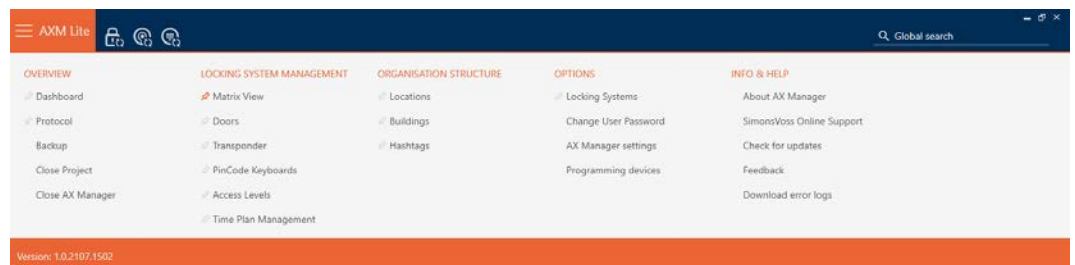 AXM Lite
Global search
OVERVIEW
Dashboard
Protocol
Backup
Close Project
Close AX Manager
LOCKING SYSTEM MANAGEMENT
Matrix View
Doors
Transponder
PinCode Keyboards
Access Levels
Time Plan Management
ORGANISATION STRUCTURE
Locations
Buildings
Hashtags
OPTIONS
Locking Systems
Change User Password
AX Manager settings
Programming devices
INFO & HELP
About AX Manager
SimonsVoss Online Support
Check for updates
Feedback
Download error logs
Version: 1.0.2107.1502